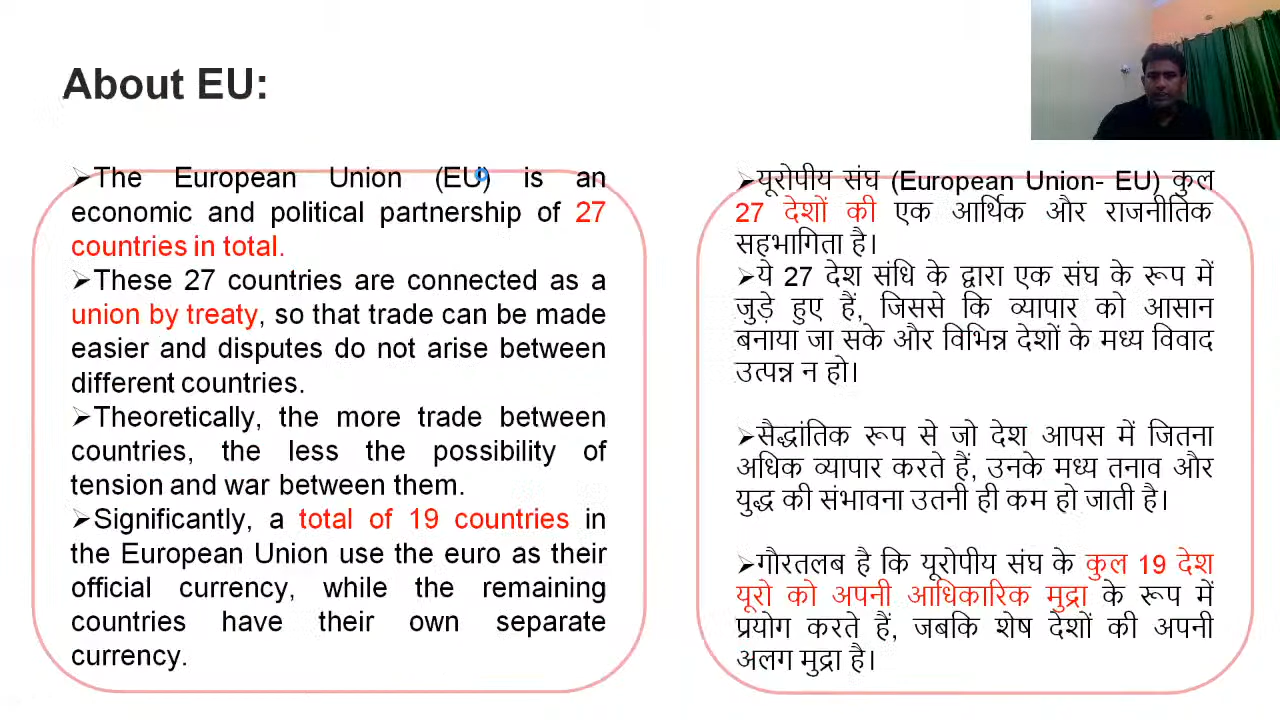 About EU:
➢The European Union (EU) is an
economic and political partnership of 27
countries in total.
➢These 27 countries are connected as a
union by treaty, so that trade can be made
easier and disputes do not arise between
different countries.
➢Theoretically, the more trade between
countries, the less the possibility of
tension and war between them.
➢Significantly, a total of 19 countries in
the European Union use the euro as their
official currency, while the remaining
countries have their own separate
currency.
➢यूरोपीय संघ (European Union- EU) कुल
27 देशों की एक आर्थिक और राजनीतिक
सहभागिता है।
➢ये 27 देश संधि के द्वारा एक संघ के रूप में
जुड़े हुए हैं, जिससे कि व्यापार को आसान
बनाया जा सके और विभिन्न देशों के मध्य विवाद
उत्पन्न न हो।
➢सैद्धांतिक रूप से जो देश आपस में जितना
अधिक व्यापार करते हैं, उनके मध्य तनाव और
युद्ध की संभावना उतनी ही कम हो जाती है।
➢गौरतलब है कि यूरोपीय संघ के कुल 19 देश
यूरो को अपनी आधिकारिक मुद्रा के रूप में
प्रयोग करते हैं, जबकि शेष देशों की अपनी
अलग मुद्रा है।